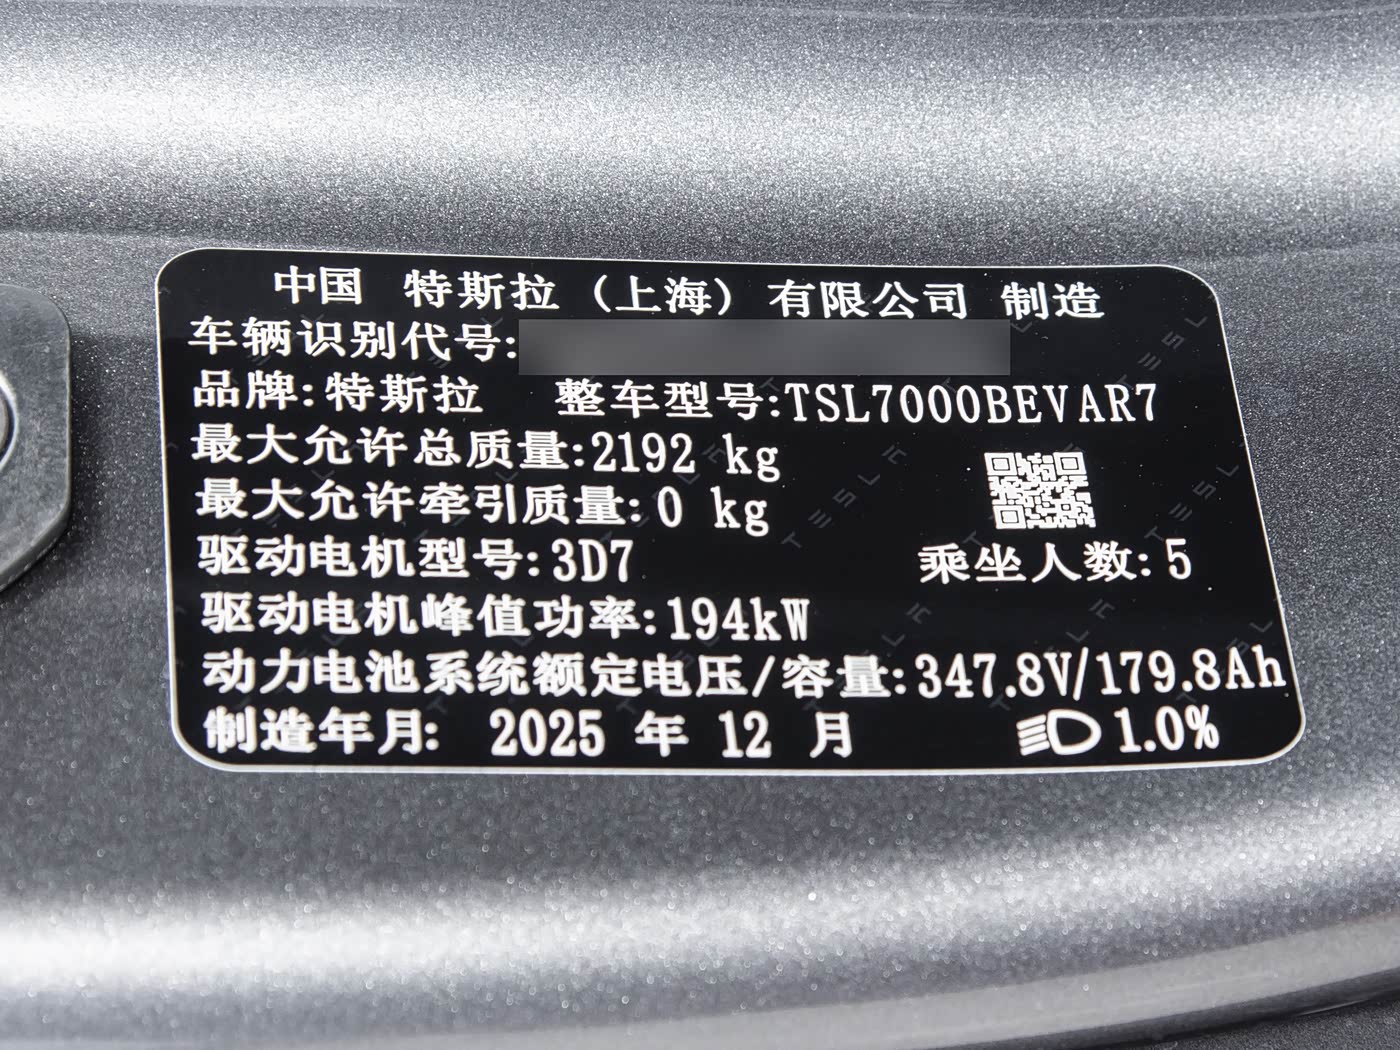 中国 特斯拉（上海）有限公司 制造
车辆识别代号:
品牌:特斯拉 整车型号:TSL7000BEVAR7
最大允许总质量:2192 kg
最大允许牵引质量:0 kg
驱动电机型号:3D7 乘坐人数:5
驱动电机峰值功率:194kW
动力电池系统额定电压/容量:347.8V/179.8Ah
制造年月: 2025 年 12 月 1.0%